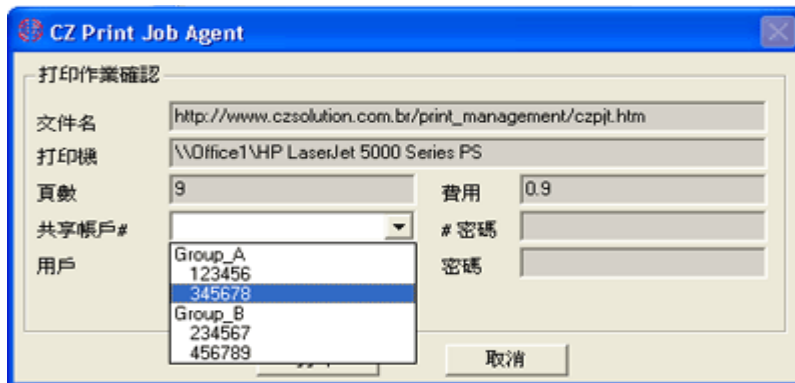 CZ Print Job Agent
打印作業確認
文件名 http://www.czsolution.com.br/print_management/czpjt.htm
打印機 \\Office1\HP LaserJet 5000 Series PS
頁數 9 費用 0.9
共享帳戶# # 密碼
用戶 密碼
Group_A
123456
345678
Group_B
234567
456789
取消